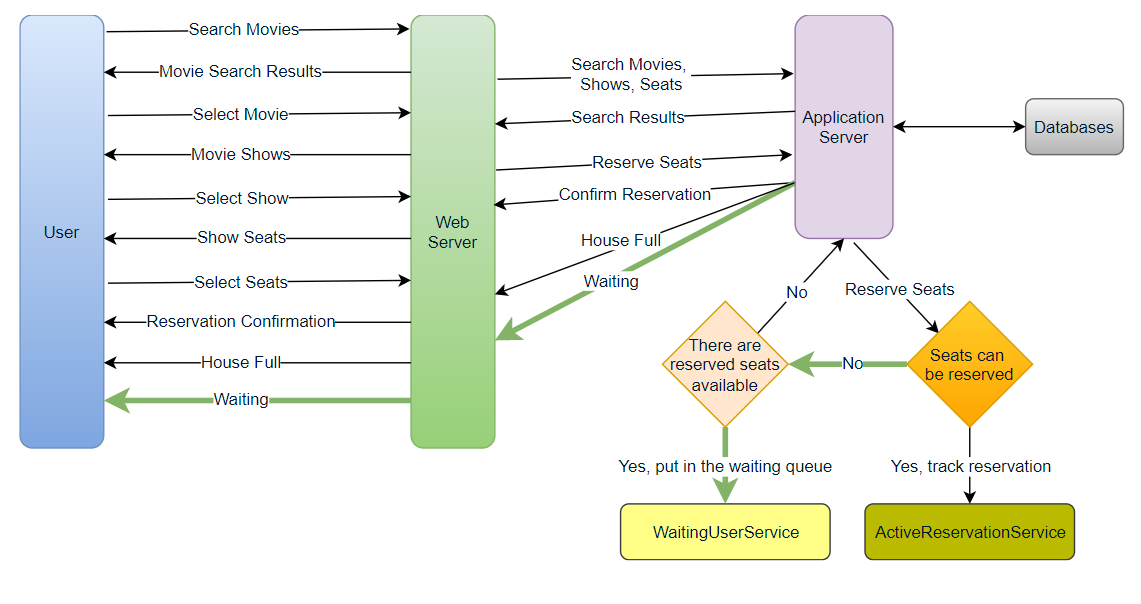 Search Movies
Movie Search Results
Select Movie
Movie Shows
Select Show
Show Seats
Select Seats
Reservation Confirmation
House Full
Waiting
User
Web
Server
Search Movies,
Shows, Seats
Search Results
Reserve Seats
Confirm Reservation
House Full
Waiting
Application
Server
Databases
No
Reserve Seats
There are
reserved seats
available
No
Seats can
be reserved
Yes, put in the waiting queue
Yes, track reservation
WaitingUserService
ActiveReservationService